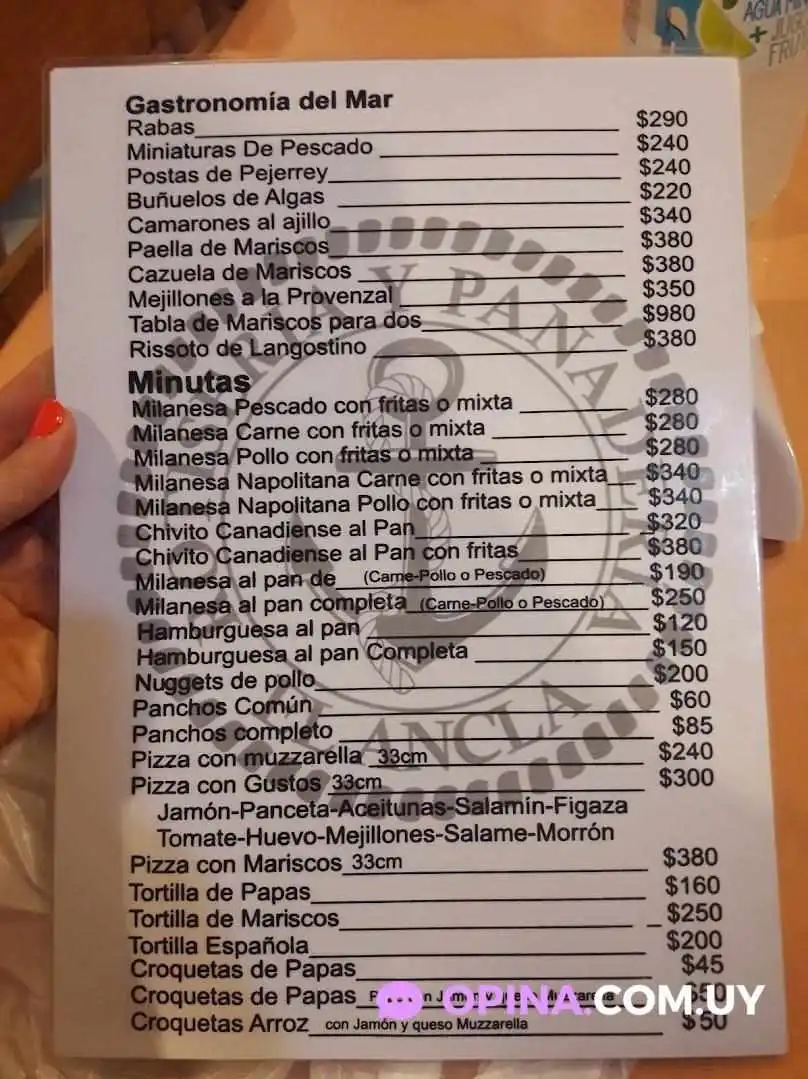 AGUA
+ JUGO
FRU
Gastronomía del Mar
Rabas $290
Miniaturas De Pescado $240
Postas de Pejerrey $240
Buñuelos de Algas $220
Camarones al ajillo $340
Paella de Mariscos $380
Cazuela de Mariscos $380
Mejillones a la Provenzal $350
Tabla de Mariscos para dos $980
Rissoto de Langostino $380
Minutas
Milanesa Pescado con fritas o mixta $280
Milanesa Carne con fritas o mixta $280
Milanesa Pollo con fritas o mixta $280
Milanesa Napolitana Carne con fritas o mixta $340
Milanesa Napolitana Pollo con fritas o mixta $340
Chivito Canadiense al Pan $320
Chivito Canadiense al Pan con fritas $380
Milanesa al pan de (Carne-Pollo o Pescado) $190
Milanesa al pan completa (Carne-Pollo o Pescado) $250
Hamburguesa al pan $120
Hamburguesa al pan Completa $150
Nuggets de pollo $200
Panchos Común $60
Panchos completo $85
Pizza con muzzarella 33cm $240
Pizza con Gustos 33cm $300
Jamón-Panceta-Aceitunas-Salamín-Figaza
Tomate-Huevo-Mejillones-Salame-Morrón
Pizza con Mariscos 33cm $380
Tortilla de Papas $160
Tortilla de Mariscos $250
Tortilla Española $200
Croquetas de Papas $45
Croquetas de Papas $50
Croquetas Arroz con Jamón y queso Muzzarella $50
Y PANADERIA
ANCLA
OPINA.COM.UY